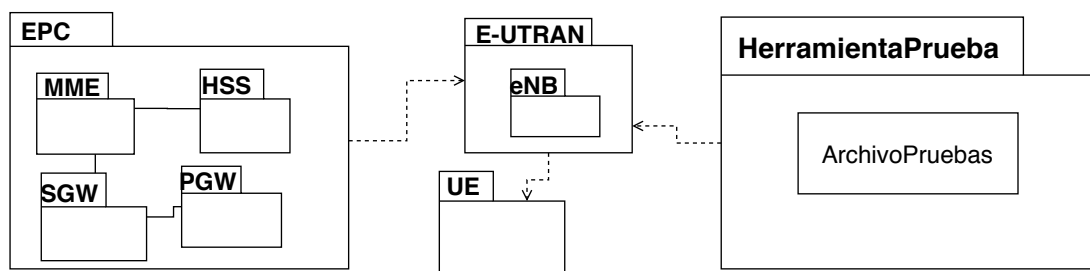 EPC
E-UTRAN
HerramientaPrueba
MME
HSS
eNB
ArchivoPruebas
SGW
PGW
UE